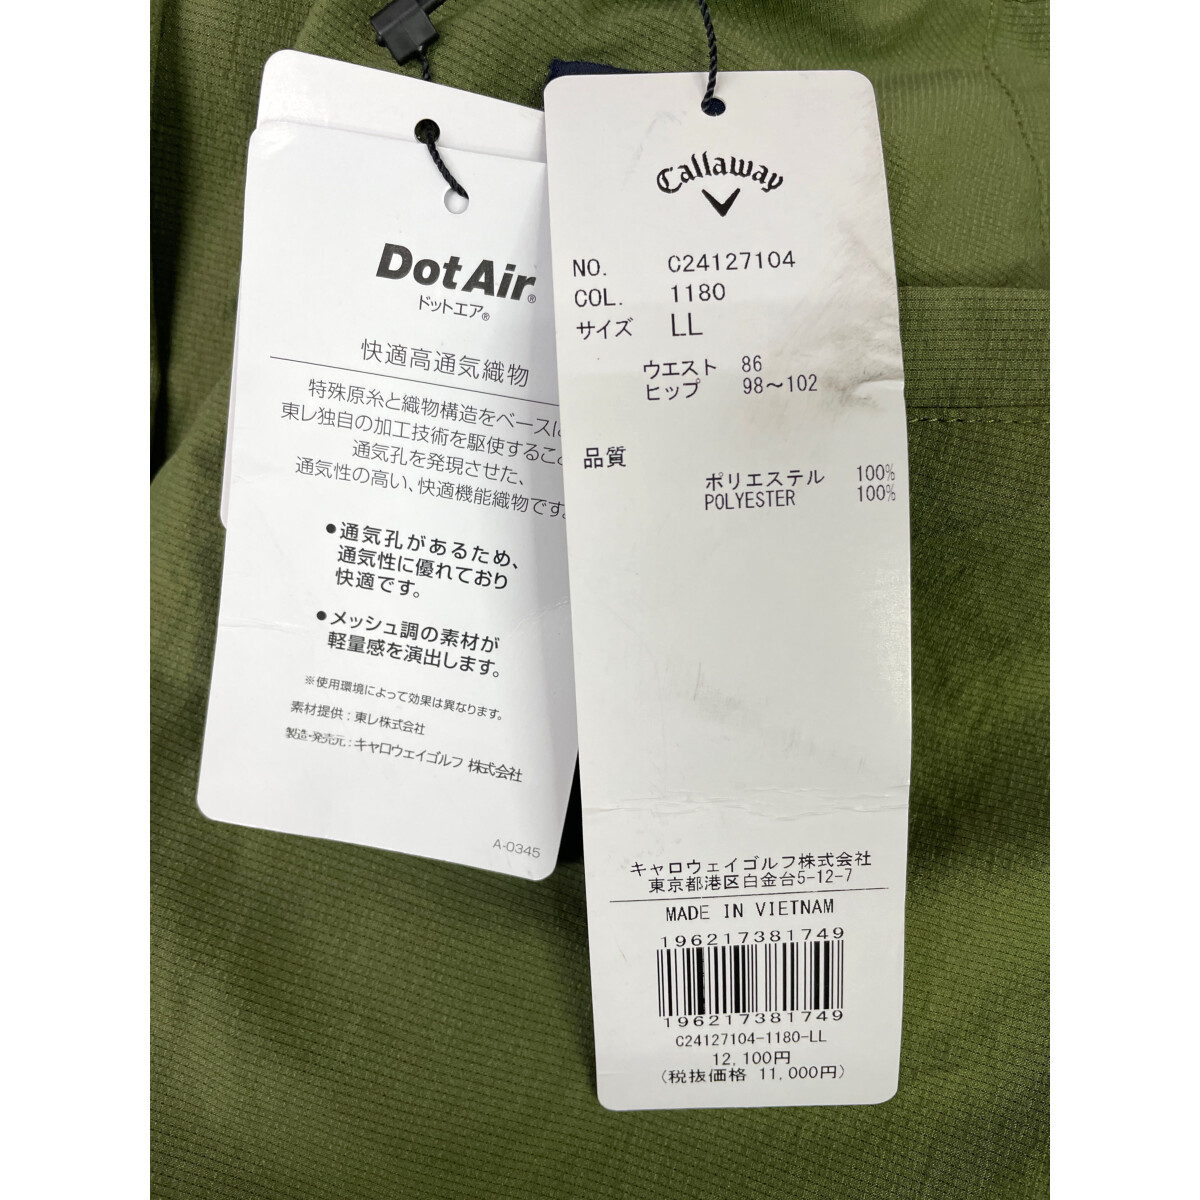 Dot Air®
ドットエア®
快適高通気織物
特殊原糸と織物構造をベースに
東レ独自の加工技術を駆使するこ
通気孔を発現させた、
通気性の高い、快適機能織物です。
●通気孔があるため、
通気性に優れており
快適です。
●メッシュ調の素材が
軽量感を演出します。
※使用環境によって効果は異なります。
素材提供：東レ株式会社
製造・発売元：キャロウェイゴルフ 株式会社
A-0345
Callaway
NO. C24127104
COL. 1180
サイズ LL
ウエスト 86
ヒップ 98～102
品質
ポリエステル 100%
POLYESTER 100%
キャロウェイゴルフ株式会社
東京都港区白金台5-12-7
MADE IN VIETNAM
196217381749
196217381749
C24127104-1180-LL
12,100円
(税抜価格 11,000円)